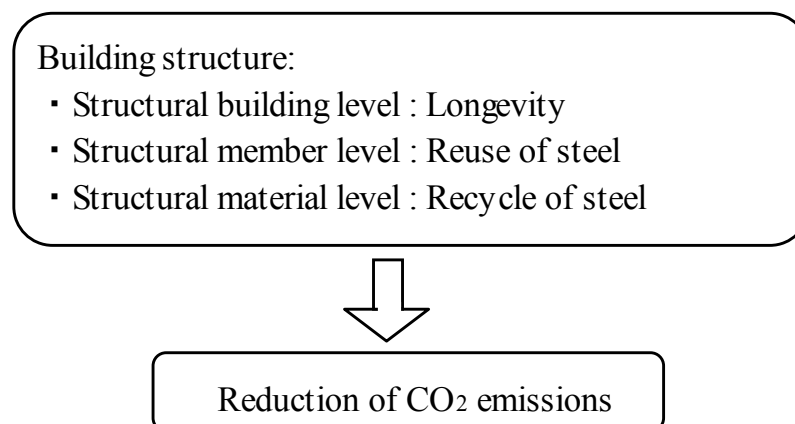 Building structure:
・Structural building level : Longevity
・Structural member level : Reuse of steel
・Structural material level : Recycle of steel
Reduction of CO2 emissions